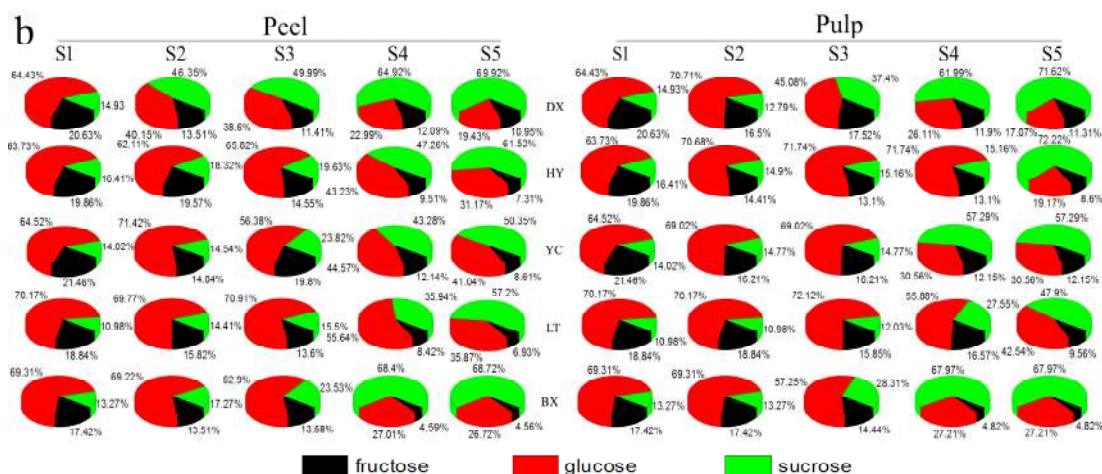 b Peel Pulp
S1 S2 S3 S4 S5 S1 S2 S3 S4 S5
64.43% 46.35% 49.99% 64.92% 69.92% 64.43% 70.71% 45.08% 37.4% 61.99% 71.62%
14.93 DX 14.93% 12.79%
20.63% 40.15% 13.51% 38.6% 11.41% 22.99% 12.09% 19.43% 10.95% 20.63% 16.5% 17.52% 26.11% 11.9% 17.07% 11.31%
63.73% 62.11% 65.82% 47.26% 61.52% 63.73% 70.68% 71.74% 71.74% 15.16% 72.22%
10.41% 18.32% 19.63% HY 16.41% 14.9% 15.16%
19.86% 19.57% 14.55% 43.23% 9.51% 31.17% 7.31% 19.86% 14.41% 13.1% 13.1% 19.17% 8.6%
64.52% 71.42% 56.38% 43.28% 50.35% 64.52% 69.02% 69.02% 57.29% 57.29%
14.02% 14.54% 23.82% YC 14.02% 14.77% 14.77%
21.46% 14.04% 19.8% 44.57% 12.14% 41.04% 8.61% 21.46% 16.21% 16.21% 30.56% 12.15% 30.56% 12.15%
70.17% 69.77% 70.91% 35.94% 57.2% 70.17% 70.17% 72.12% 55.88% 27.55% 47.9%
10.98% 14.41% 15.5% LT 10.98% 10.98% 12.03%
18.84% 15.82% 13.6% 55.64% 8.42% 35.87% 6.93% 18.84% 18.84% 15.85% 16.57% 42.54% 9.56%
69.31% 69.22% 62.9% 23.53% 68.4% 68.72% 69.31% 69.31% 57.25% 28.31% 67.97% 67.97%
13.27% 17.27% BX 13.27% 13.27%
17.42% 13.51% 13.68% 27.01% 4.59% 26.72% 4.56% 17.42% 17.42% 14.44% 27.21% 4.82% 27.21% 4.82%
fructose glucose sucrose